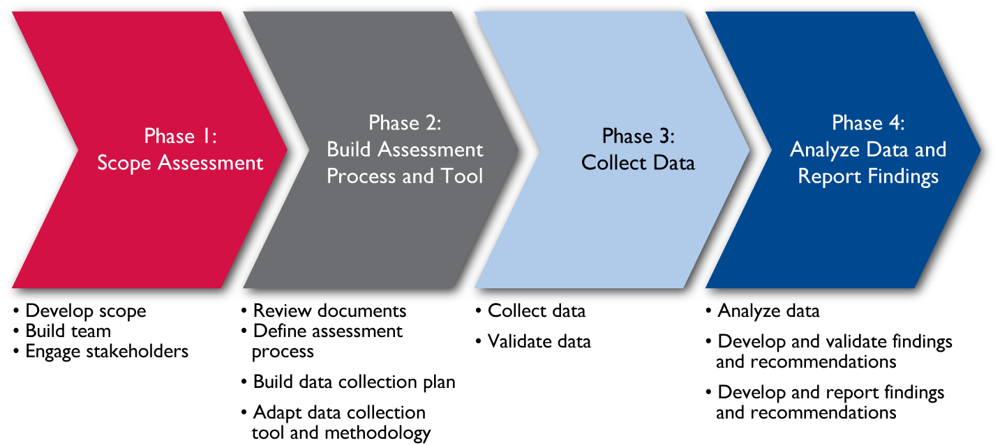 Phase 1:
Scope Assessment
Phase 2:
Build Assessment
Process and Tool
Phase 3:
Collect Data
Phase 4:
Analyze Data and
Report Findings
• Develop scope
• Build team
• Engage stakeholders
• Review documents
• Define assessment
process
• Build data collection plan
• Adapt data collection
tool and methodology
• Collect data
• Validate data
• Analyze data
• Develop and validate findings
and recommendations
• Develop and report findings
and recommendations